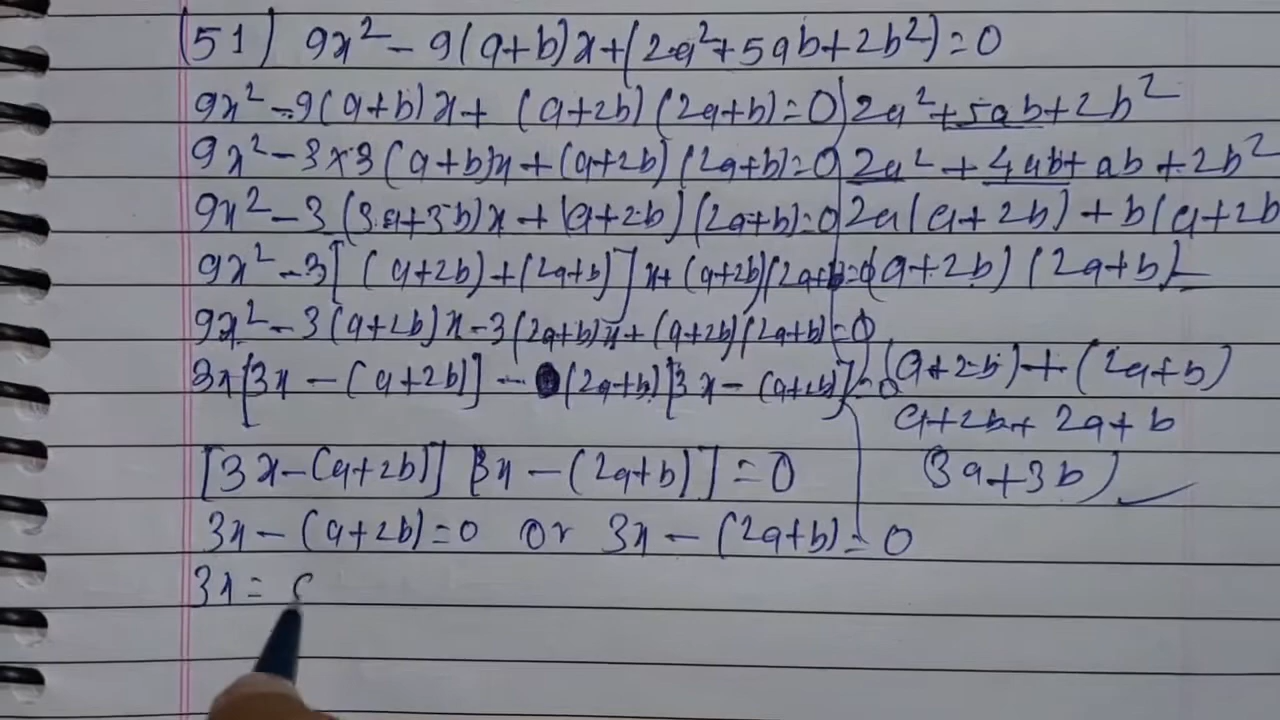 (51) 9x² - 9(a+b)x+(2a²+5ab+2b²)=0
9x² - 9(a+b)x+ (a+2b)(2a+b)=0
9x² - 3×3(a+b)x+(a+2b)(2a+b)=0
9x² - 3(3a+3b)x+(a+2b)(2a+b)=0
9x² - 3[(a+2b)+(2a+b)]x+(a+2b)(2a+b)=0
9x² - 3(a+2b)x - 3(2a+b)x+(a+2b)(2a+b)=0
3x[3x - (a+2b)] - (2a+b)[3x - (a+2b)]=0
[3x-(a+2b)] [3x - (2a+b)] = 0
3x - (a+2b)=0 or 3x - (2a+b)=0
3x =
2a²+5ab+2b²
2a² + 4ab+ab+2b²
2a(a+2b)+b(a+2b
(a+2b)(2a+b)
(a+2b)+(2a+b)
a+2b+2a+b
(3a+3b)